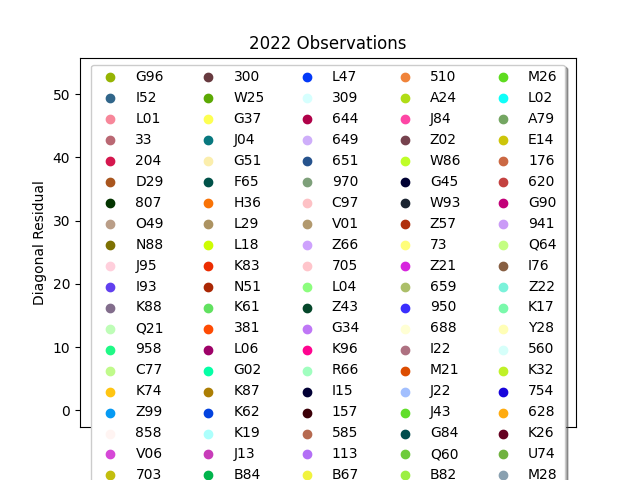 2022 Observations
Diagonal Residual
50
40
30
20
10
0
G96 300 L47 510 M26
I52 W25 309 A24 L02
L01 G37 644 J84 A79
33 J04 649 Z02 E14
204 G51 651 W86 176
D29 F65 970 G45 620
807 H36 C97 W93 G90
O49 L29 V01 Z57 941
N88 L18 Z66 73 Q64
J95 K83 705 Z21 I76
I93 N51 L04 659 Z22
K88 K61 Z43 950 K17
Q21 381 G34 688 Y28
958 L06 K96 I22 560
C77 G02 R66 M21 K32
K74 K87 I15 J22 754
Z99 K62 157 J43 628
858 K19 585 G84 K26
V06 J13 113 Q60 U74
703 B84 B67 B82 M28